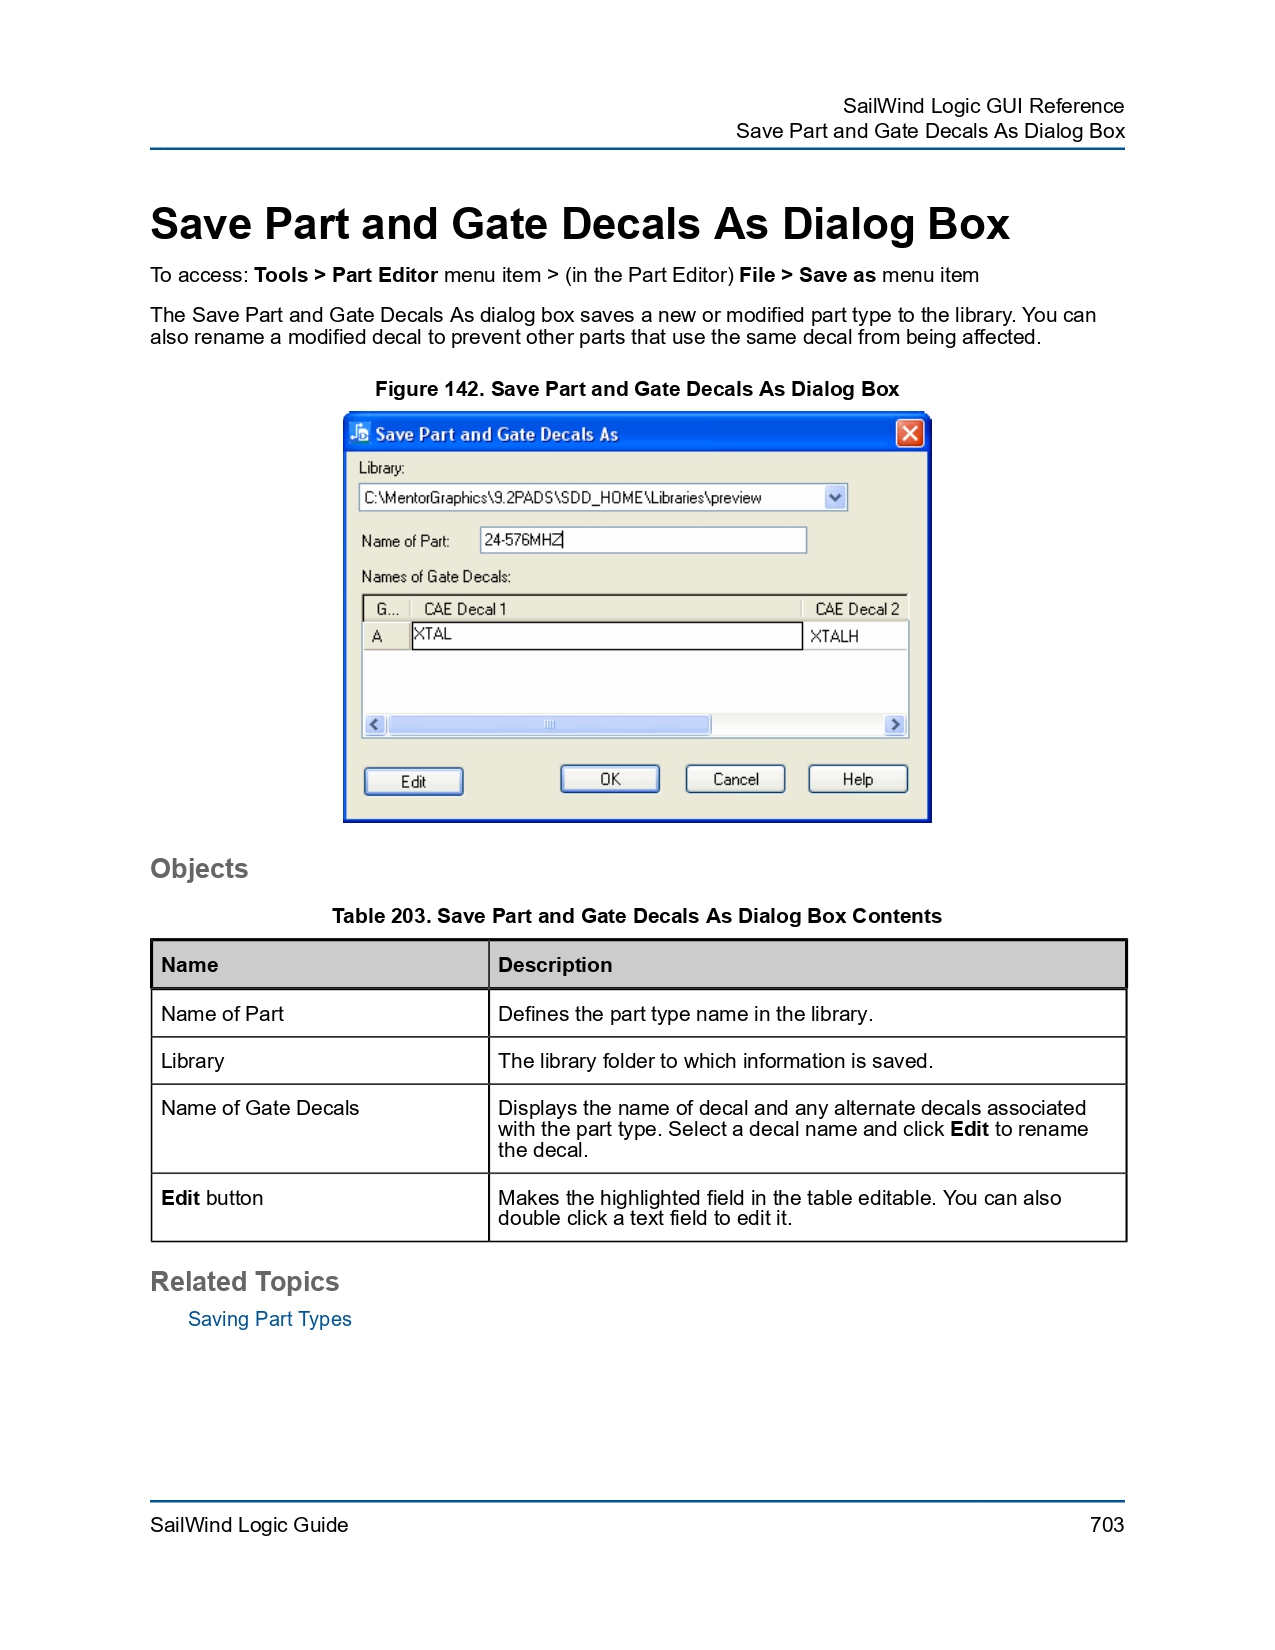 SailWind Logic GUI Reference
Save Part and Gate Decals As Dialog Box
Save Part and Gate Decals As Dialog Box
To access: Tools > Part Editor menu item > (in the Part Editor) File > Save as menu item
The Save Part and Gate Decals As dialog box saves a new or modified part type to the library. You can
also rename a modified decal to prevent other parts that use the same decal from being affected.
Figure 142. Save Part and Gate Decals As Dialog Box
Save Part and Gate Decals As
Library:
C:\MentorGraphics\9.2PADS\SDD_HOME\Libraries\preview
Name of Part: 24-576MHZ
Names of Gate Decals:
G... CAE Decal 1 CAE Decal 2
A XTAL XTALH
Edit OK Cancel Help
Objects
Table 203. Save Part and Gate Decals As Dialog Box Contents
Name Description
Name of Part Defines the part type name in the library.
Library The library folder to which information is saved.
Name of Gate Decals Displays the name of decal and any alternate decals associated
with the part type. Select a decal name and click Edit to rename
the decal.
Edit button Makes the highlighted field in the table editable. You can also
double click a text field to edit it.
Related Topics
Saving Part Types
SailWind Logic Guide 703